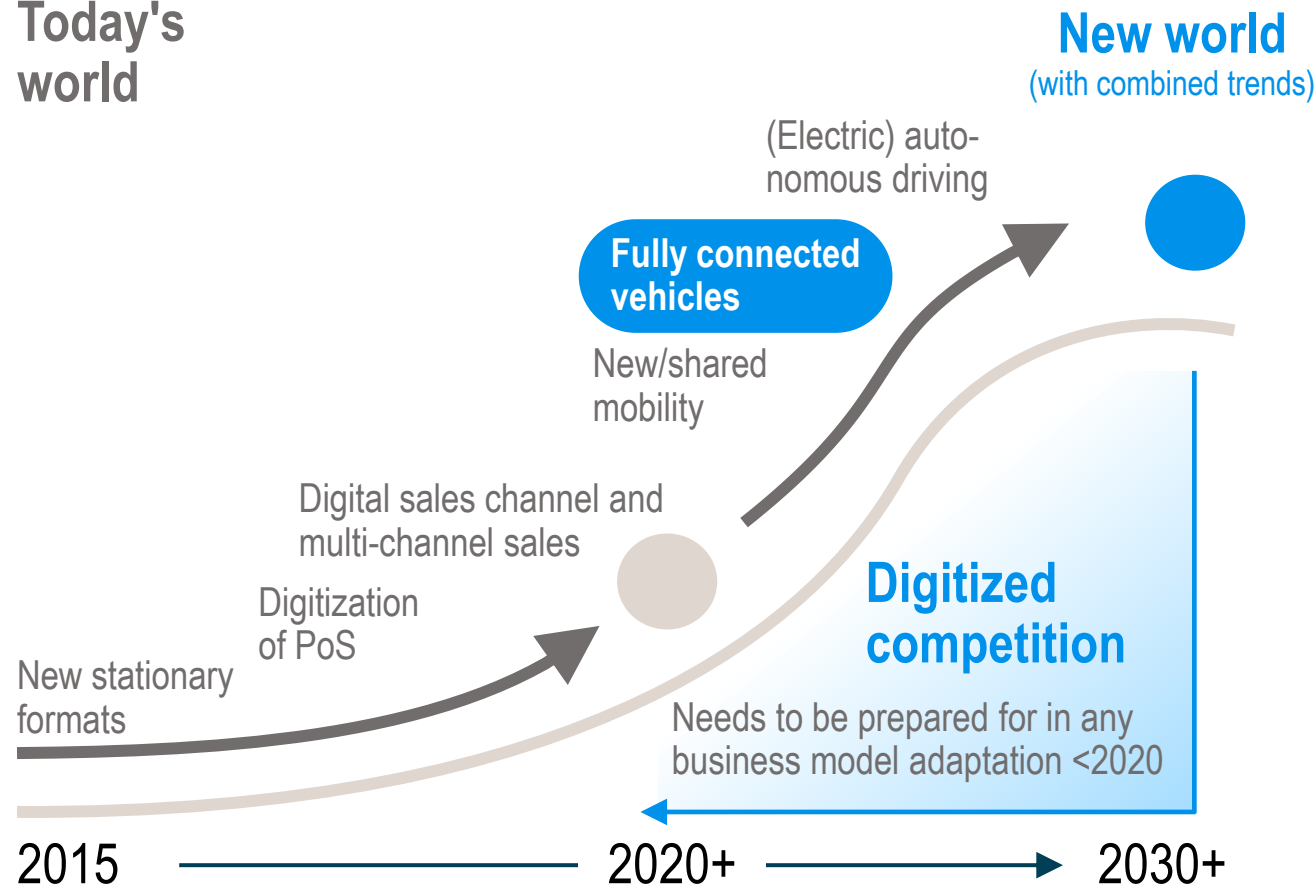 Today's
world
New world
(with combined trends)
(Electric) auto-
nomous driving
Fully connected
vehicles
New/shared
mobility
Digital sales channel and
multi-channel sales
Digitization
of PoS
New stationary
formats
Digitized
competition
Needs to be prepared for in any
business model adaptation <2020
2015
2020+
2030+